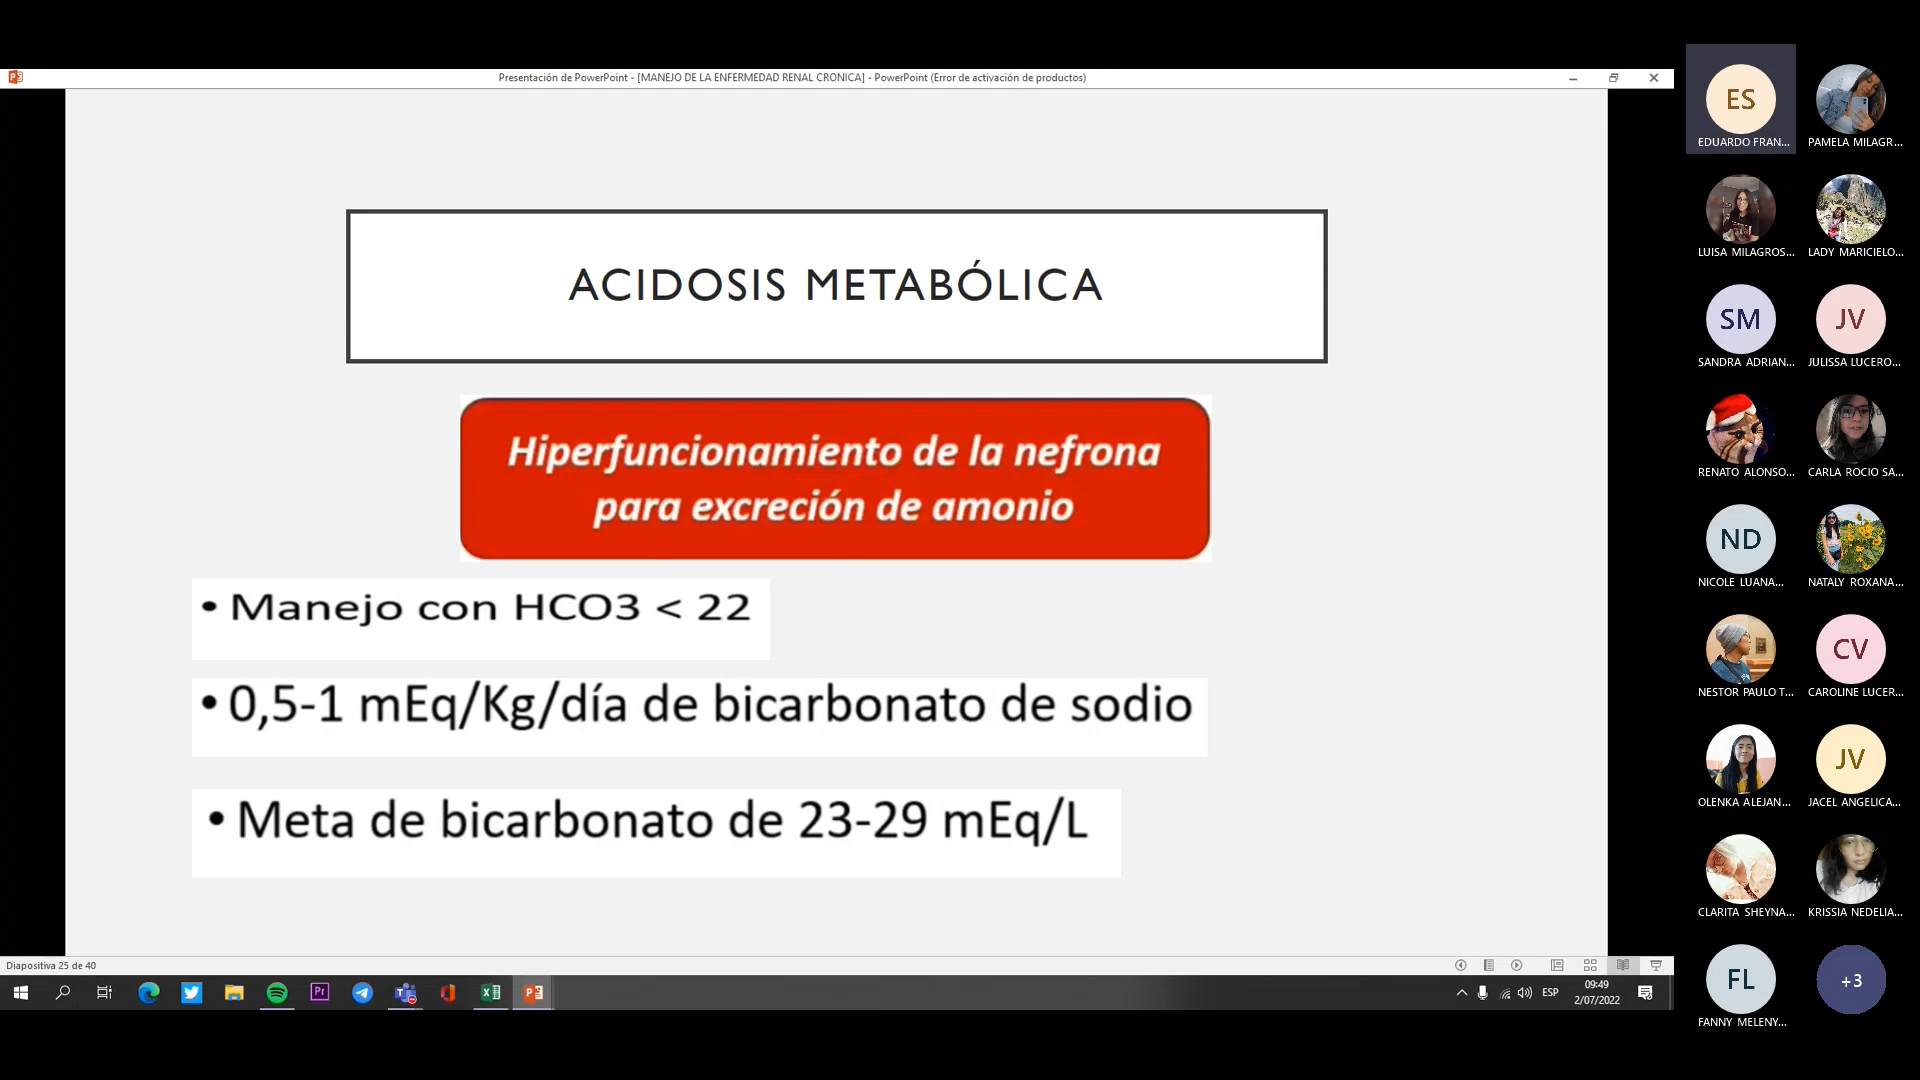 Presentación de PowerPoint - [MANEJO DE LA ENFERMEDAD RENAL CRONICA] - PowerPoint (Error de activación de productos)
ACIDOSIS METABÓLICA
Hiperfuncionamiento de la nefrona
para excreción de amonio
• Manejo con HCO3 < 22
• 0,5-1 mEq/Kg/día de bicarbonato de sodio
• Meta de bicarbonato de 23-29 mEq/L
Diapositiva 25 de 40
Pr
ESP
09:49
2/07/2022
ES
EDUARDO FRAN...
PAMELA MILAGR...
LUISA MILAGROS...
LADY MARICIELO...
SM
SANDRA ADRIAN...
JV
JULISSA LUCERO...
RENATO ALONSO...
CARLA ROCIO SA...
ND
NICOLE LUANA...
NATALY ROXANA...
NESTOR PAULO T...
CV
CAROLINE LUCER...
OLENKA ALEJAN...
JV
JACEL ANGELICA...
CLARITA SHEYNA...
KRISSIA NEDELIA...
FL
FANNY MELENY...
+3